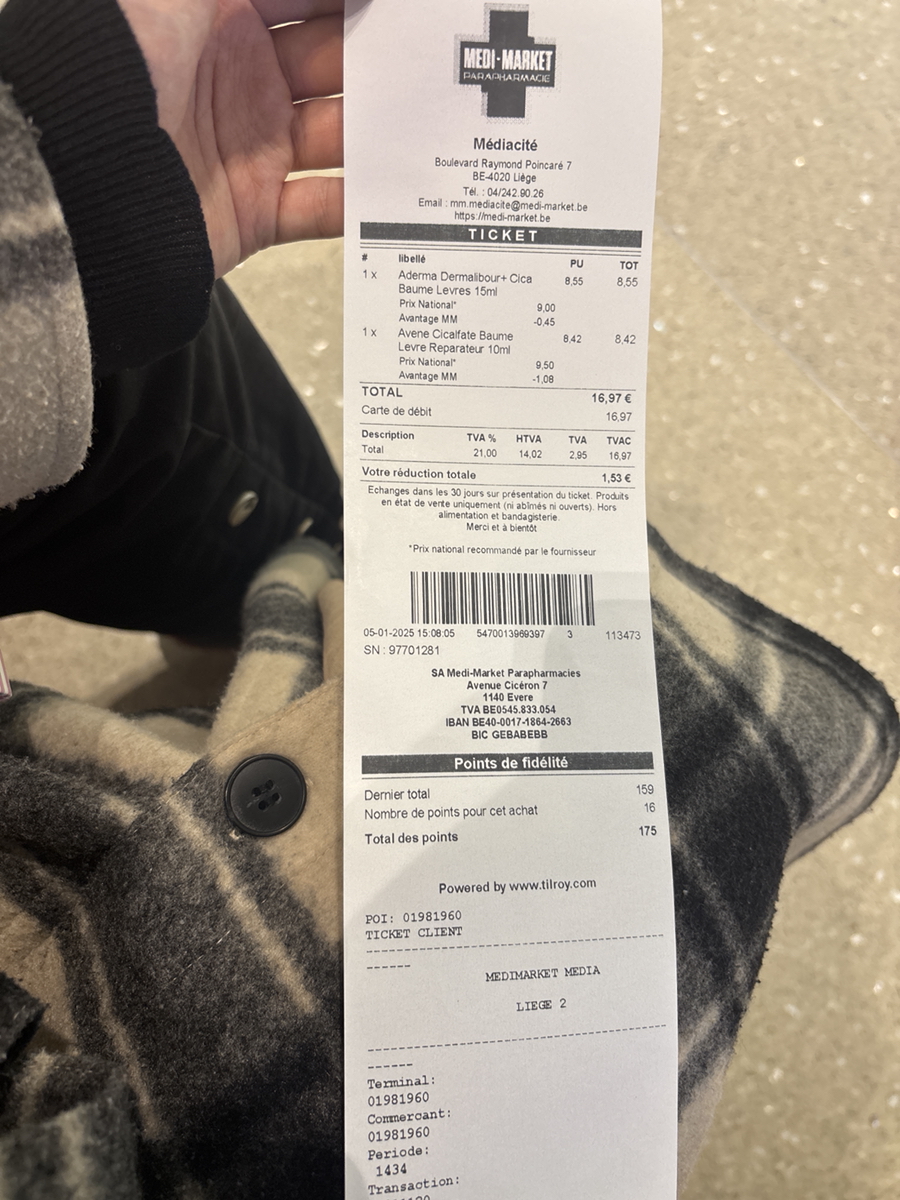 MEDI-MARKET
PARAPHARMACIE
Médiacité
Boulevard Raymond Poincaré 7
BE-4020 Liège
Tél. : 04/242.90.26
Email : mm.mediacite@medi-market.be
https://medi-market.be
TICKET
# libellé PU TOT
1 x Aderma Dermalibour+ Cica 8,55 8,55
Baume Levres 15ml
Prix National* 9,00
Avantage MM -0,45
1 x Avene Cicalfate Baume 8,42 8,42
Levre Reparateur 10ml
Prix National* 9,50
Avantage MM -1,08
TOTAL 16,97 €
Carte de débit 16,97
Description TVA % HTVA TVA TVAC
Total 21,00 14,02 2,95 16,97
Votre réduction totale 1,53 €
Echanges dans les 30 jours sur présentation du ticket. Produits
en état de vente uniquement (ni abîmés ni ouverts). Hors
alimentation et bandagisterie.
Merci et à bientôt
*Prix national recommandé par le fournisseur
05-01-2025 15:08:05 5470013969397 3 113473
SN : 97701281
SA Medi-Market Parapharmacies
Avenue Cicéron 7
1140 Evere
TVA BE0545.833.054
IBAN BE40-0017-1864-2663
BIC GEBABEBB
Points de fidélité
Dernier total 159
Nombre de points pour cet achat 16
Total des points 175
Powered by www.tilroy.com
POI: 01981960
TICKET CLIENT
MEDIMARKET MEDIA
LIEGE 2
Terminal:
01981960
Commercant:
01981960
Periode:
1434
Transaction: